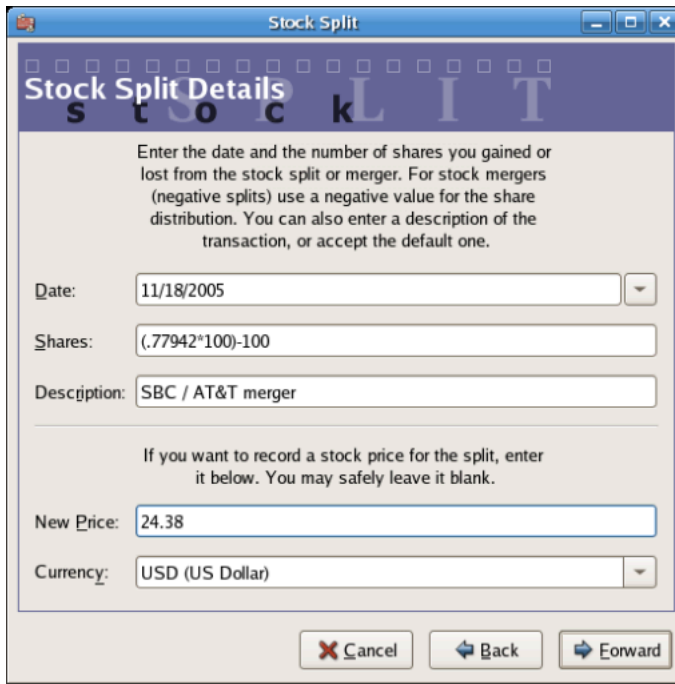 Stock Split
SPLIT
Stock Split Details
stock
Enter the date and the number of shares you gained or
lost from the stock split or merger. For stock mergers
(negative splits) use a negative value for the share
distribution. You can also enter a description of the
transaction, or accept the default one.
Date: 11/18/2005
Shares: (.77942*100)-100
Description: SBC / AT&T merger
If you want to record a stock price for the split, enter
it below. You may safely leave it blank.
New Price: 24.38
Currency: USD (US Dollar)
Cancel Back Forward